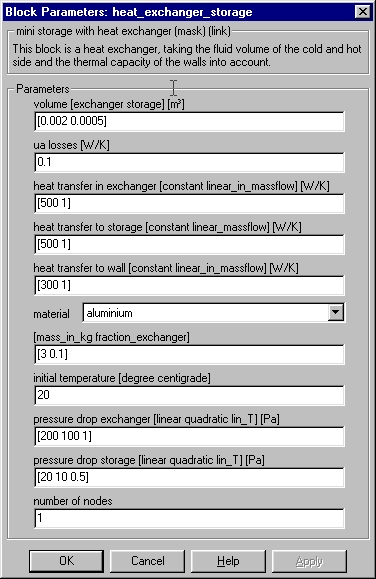 Block Parameters: heat_exchanger_storage
mini storage with heat exchanger (mask) (link)
This block is a heat exchanger, taking the fluid volume of the cold and hot
side and the thermal capacity of the walls into account.
Parameters
volume [exchanger storage] [m³]
[0.002 0.0005]
ua losses [W/K]
0.1
heat transfer in exchanger [constant linear_in_massflow] [W/K]
[500 1]
heat transfer to storage [constant linear_massflow] [W/K]
[500 1]
heat transfer to wall [constant linear_in_massflow] [W/K]
[300 1]
material aluminium
[mass_in_kg fraction_exchanger]
[3 0.1]
initial temperature [degree centigrade]
20
pressure drop exchanger [linear quadratic lin_T] [Pa]
[200 100 1]
pressure drop storage [linear quadratic lin_T] [Pa]
[20 10 0.5]
number of nodes
1
OK Cancel Help Apply